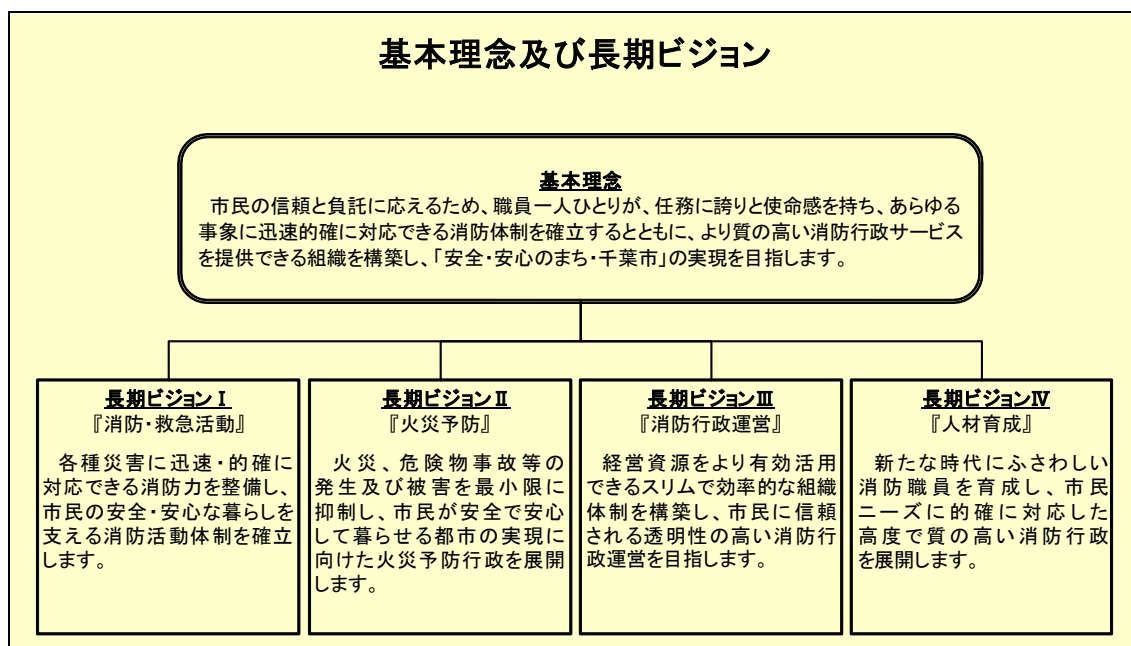 基本理念及び長期ビジョン
基本理念
市民の信頼と負託に応えるため、職員一人ひとりが、任務に誇りと使命感を持ち、あらゆる
事象に迅速的確に対応できる消防体制を確立するとともに、より質の高い消防行政サービス
を提供できる組織を構築し、「安全・安心のまち・千葉市」の実現を目指します。
長期ビジョンⅠ
『消防・救急活動』
各種災害に迅速・的確に
対応できる消防力を整備し、
市民の安全・安心な暮らしを
支える消防活動体制を確立
します。
長期ビジョンⅡ
『火災予防』
火災、危険物事故等の
発生及び被害を最小限に
抑制し、市民が安全で安心
して暮らせる都市の実現に
向けた火災予防行政を展開
します。
長期ビジョンⅢ
『消防行政運営』
経営資源をより有効活用
できるスリムで効率的な組織
体制を構築し、市民に信頼
される透明性の高い消防行
政運営を目指します。
長期ビジョンⅣ
『人材育成』
新たな時代にふさわしい
消防職員を育成し、市民
ニーズに的確に対応した
高度で質の高い消防行政
を展開します。